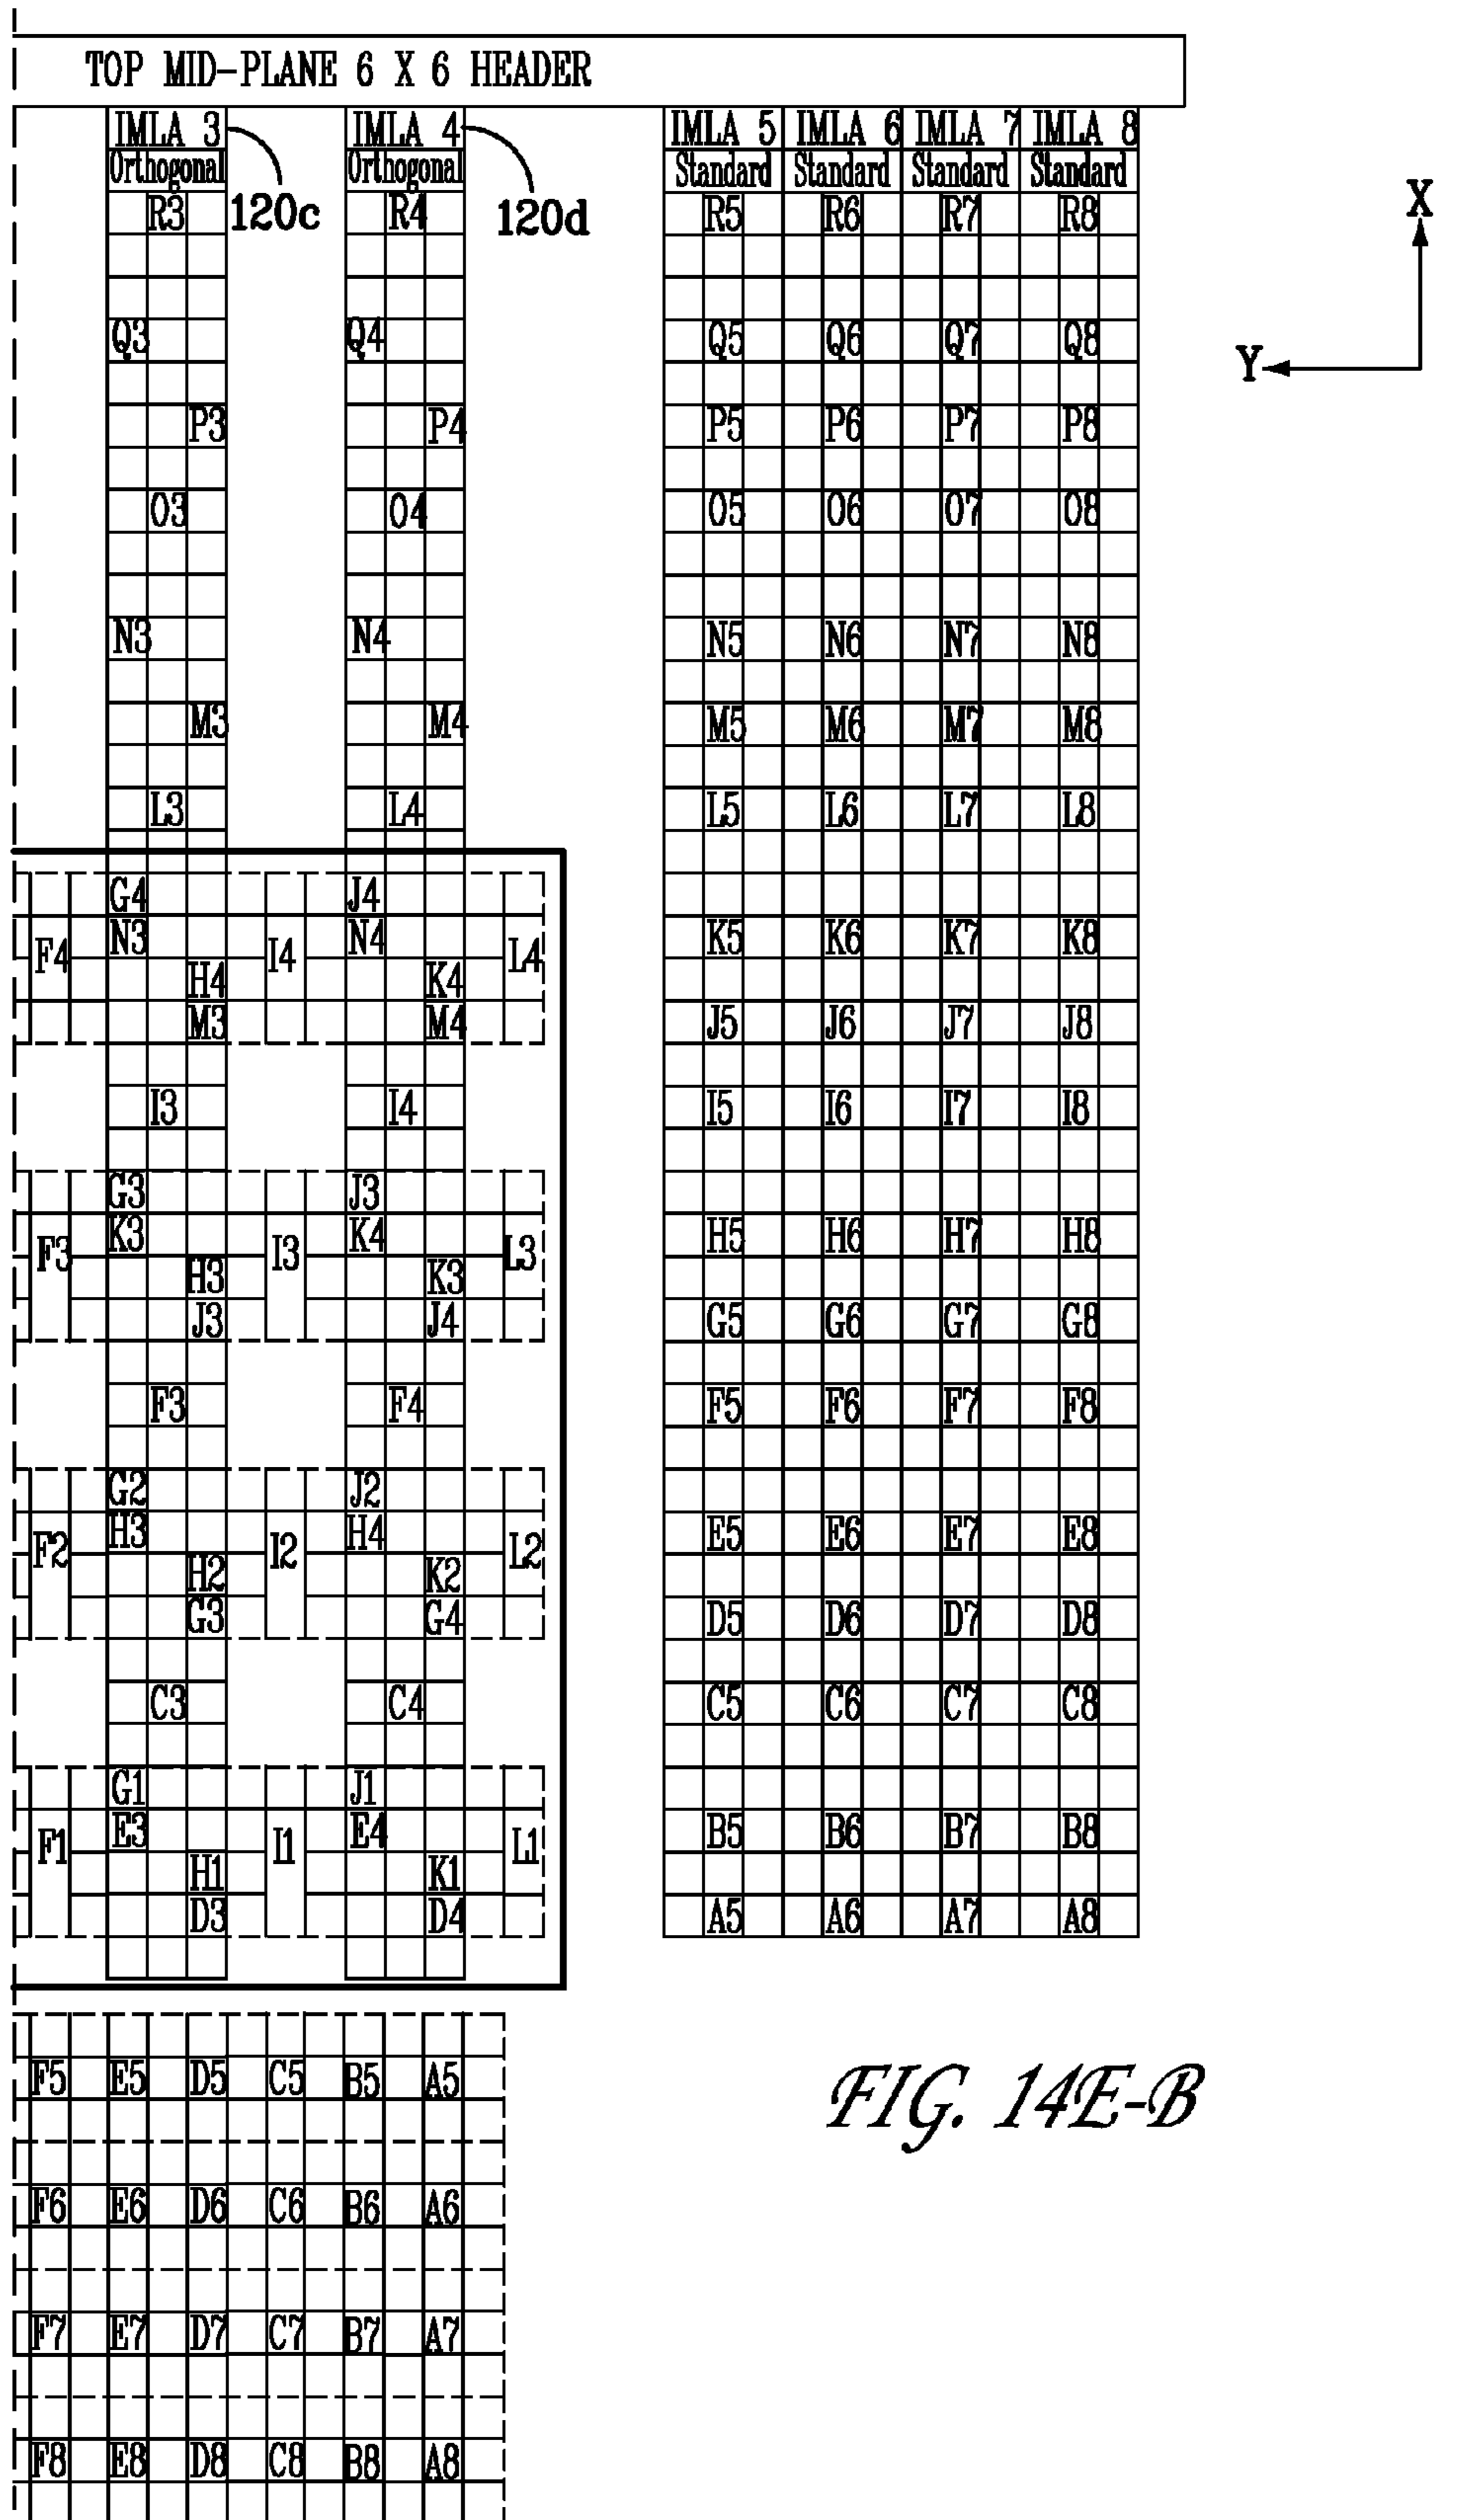 TOP MID-PLANE 6 X 6 HEADER
IMLA 3 IMLA 4 IMLA 5 IMLA 6 IMLA 7 IMLA 8
Orthogonal Orthogonal Standard Standard Standard Standard
R3 120c R4 120d R5 R6 R7 R8 X
Q3 Q4 Q5 Q6 Q7 Q8 Y
P3 P4 P5 P6 P7 P8
O3 O4 O5 O6 O7 O8
N3 N4 N5 N6 N7 N8
M3 M4 M5 M6 M7 M8
L3 L4 L5 L6 L7 L8
G4 J4
N3 N4 K5 K6 K7 K8
F4 I4 L4
H4 K4
M3 M4 J5 J6 J7 J8
I3 I4 I5 I6 I7 I8
G3 J3
K3 K4 H5 H6 H7 H8
F3 I3 L3
H3 K3
J3 J4 G5 G6 G7 G8
F3 F4 F5 F6 F7 F8
G2 J2
H3 H4 E5 E6 E7 E8
F2 I2 L2
H2 K2
G3 G4 D5 D6 D7 D8
C3 C4 C5 C6 C7 C8
G1 J1
E3 E4 B5 B6 B7 B8
F1 I1 L1
H1 K1
D3 D4 A5 A6 A7 A8
F5 E5 D5 C5 B5 A5
FIG. 14E-B
F6 E6 D6 C6 B6 A6
F7 E7 D7 C7 B7 A7
F8 E8 D8 C8 B8 A8